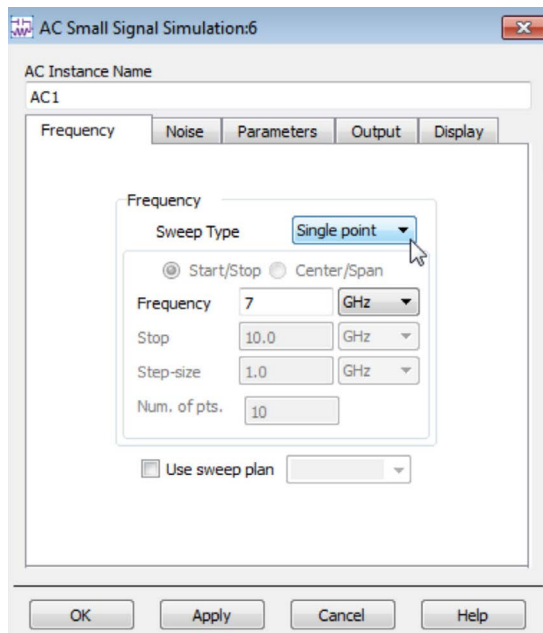 AC Small Signal Simulation:6
AC Instance Name
AC1
Frequency Noise Parameters Output Display
Frequency
Sweep Type Single point
Start/Stop Center/Span
Frequency 7 GHz
Stop 10.0 GHz
Step-size 1.0 GHz
Num. of pts. 10
Use sweep plan
OK Apply Cancel Help